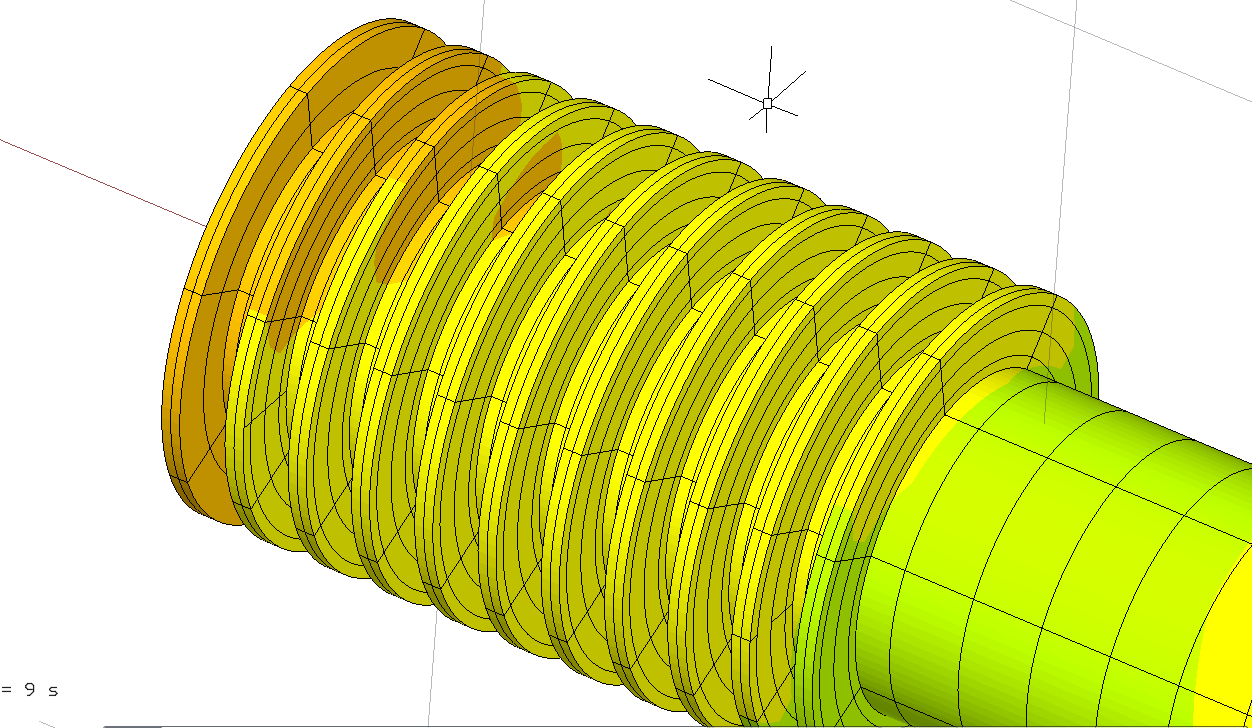 = 9 s